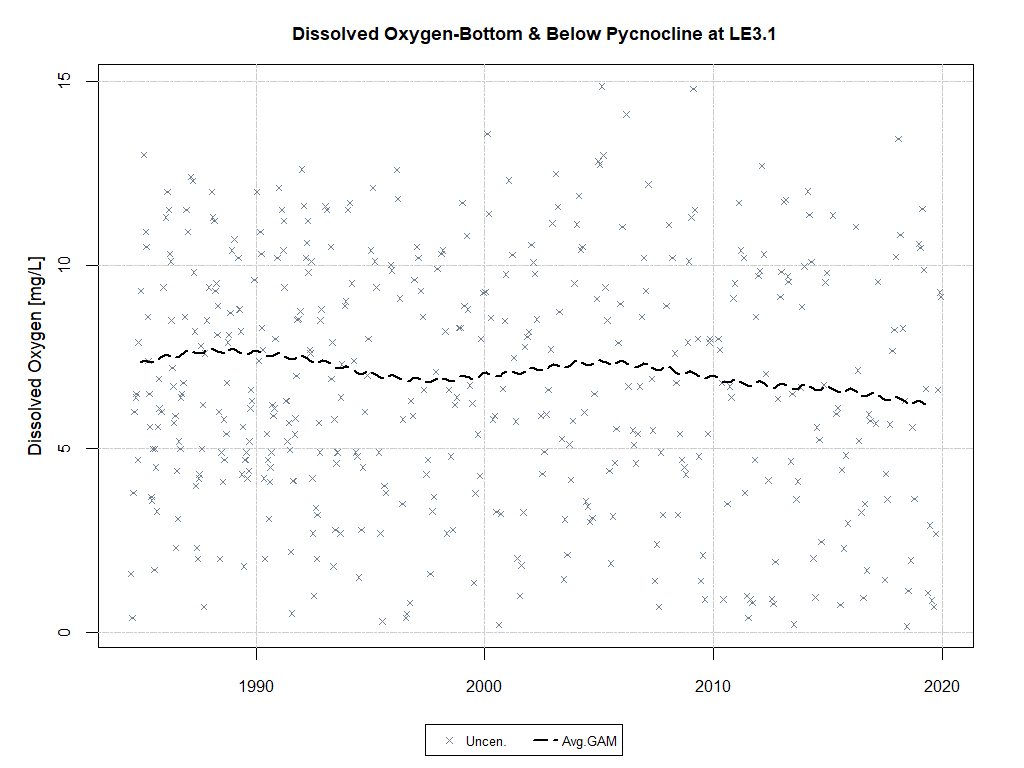 Dissolved Oxygen-Bottom & Below Pycnocline at LE3.1
Dissolved Oxygen [mg/L]
15
10
5
0
1990 2000 2010 2020
Uncen. Avg.GAM